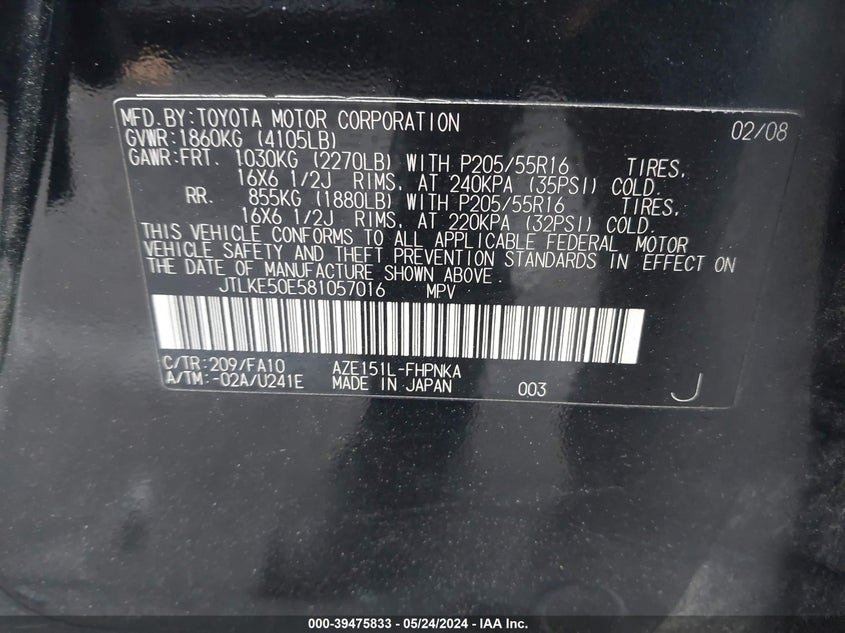 MFD.BY:TOYOTA MOTOR CORPORATION 02/08
GVWR:1860KG (4105LB)
GAWR:FRT. 1030KG (2270LB) WITH P205/55R16 TIRES,
16X6 1/2J RIMS, AT 240KPA (35PSI) COLD.
RR. 855KG (1880LB) WITH P205/55R16 TIRES,
16X6 1/2J RIMS, AT 220KPA (32PSI) COLD.
THIS VEHICLE CONFORMS TO ALL APPLICABLE FEDERAL MOTOR
VEHICLE SAFETY AND THEFT PREVENTION STANDARDS IN EFFECT ON
THE DATE OF MANUFACTURE SHOWN ABOVE.
JTLKE50E581057016 MPV
C/TR:209/FA10 AZE151L-FHPNKA
A/TM:-02A/U241E MADE IN JAPAN 003 J
000-39475833 - 05/24/2024 - IAA Inc.